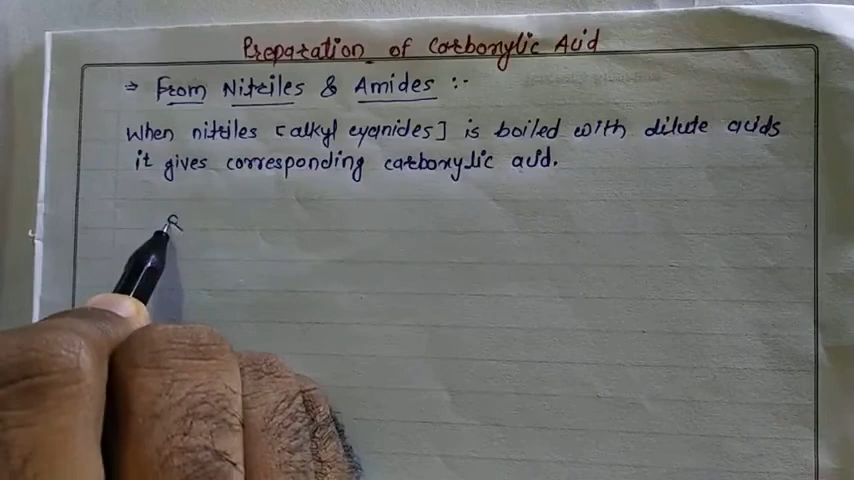 Preparation of Carboxylic Acid
⇒ From Nitriles & Amides :-
When nitriles [alkyl cyanides] is boiled with dilute acids
it gives corresponding carboxylic acid.
R